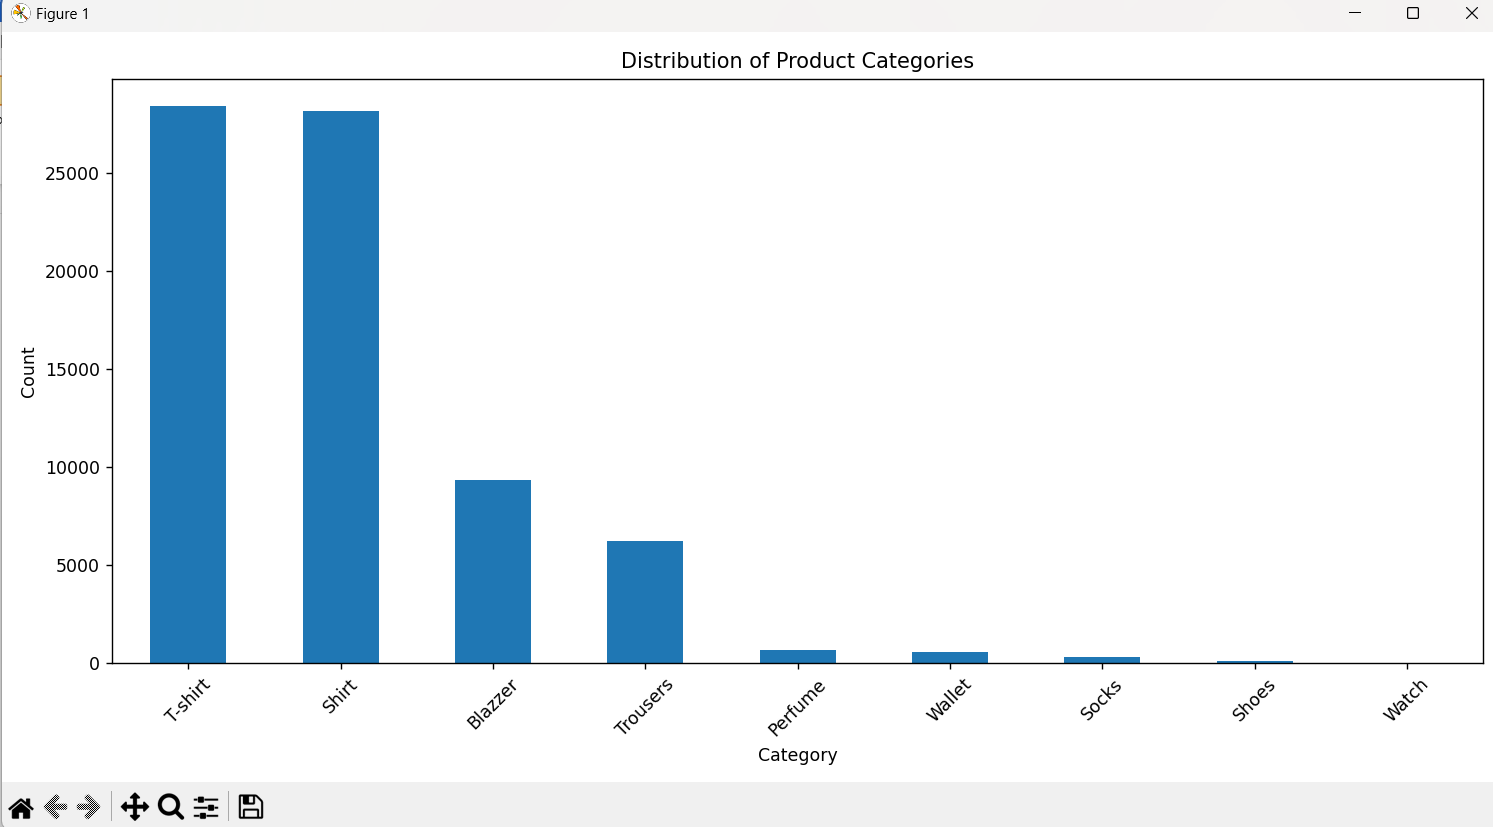 Figure 1
Distribution of Product Categories
25000
20000
15000
10000
5000
0
Count
T-shirt
Shirt
Blazzer
Trousers
Perfume
Wallet
Socks
Shoes
Watch
Category